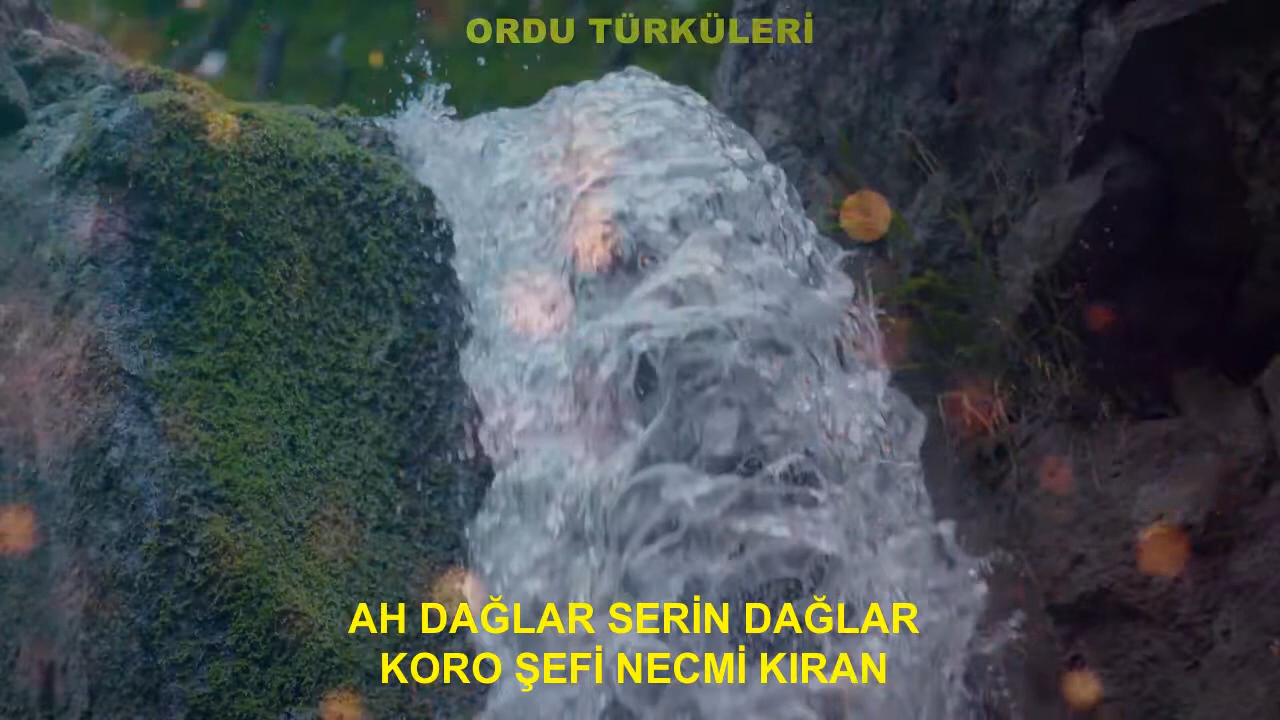 ORDU TÜRKÜLERİ
AH DAĞLAR SERİN DAĞLAR
KORO ŞEFİ NECMİ KIRAN